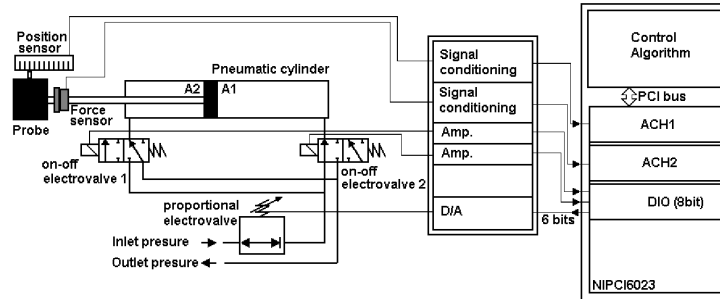 Position
sensor
Pneumatic cylinder
A2
A1
Force
sensor
Probe
on-off
electrovalve 1
on-off
electrovalve 2
proportional
electrovalve
Inlet presure
Outlet presure
Signal
conditioning
Signal
conditioning
Amp.
Amp.
D/A
6 bits
Control
Algorithm
PCI bus
ACH1
ACH2
DIO (8bit)
NIPCI6023